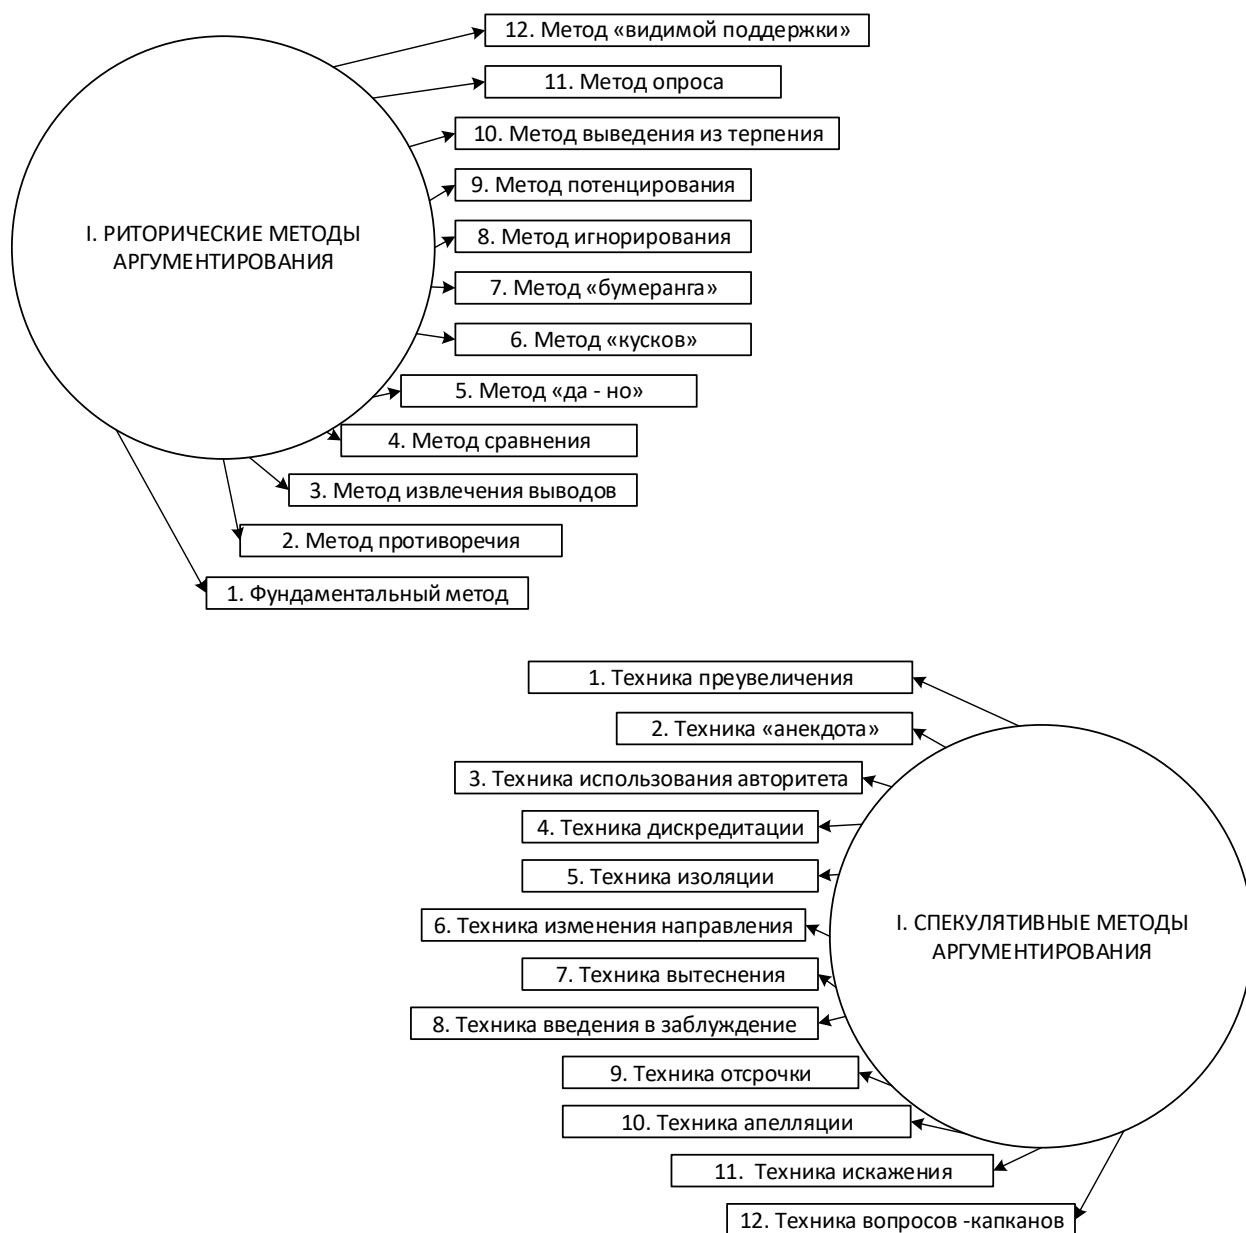 12. Метод «видимой поддержки»
11. Метод опроса
10. Метод выведения из терпения
9. Метод потенцирования
8. Метод игнорирования
7. Метод «бумеранга»
6. Метод «кусков»
5. Метод «да - но»
4. Метод сравнения
3. Метод извлечения выводов
2. Метод противоречия
1. Фундаментальный метод
I. РИТОРИЧЕСКИЕ МЕТОДЫ
АРГУМЕНТИРОВАНИЯ
1. Техника преувеличения
2. Техника «анекдота»
3. Техника использования авторитета
4. Техника дискредитации
5. Техника изоляции
6. Техника изменения направления
7. Техника вытеснения
8. Техника введения в заблуждение
9. Техника отсрочки
10. Техника апелляции
11. Техника искажения
12. Техника вопросов -капканов
I. СПЕКУЛЯТИВНЫЕ МЕТОДЫ
АРГУМЕНТИРОВАНИЯ